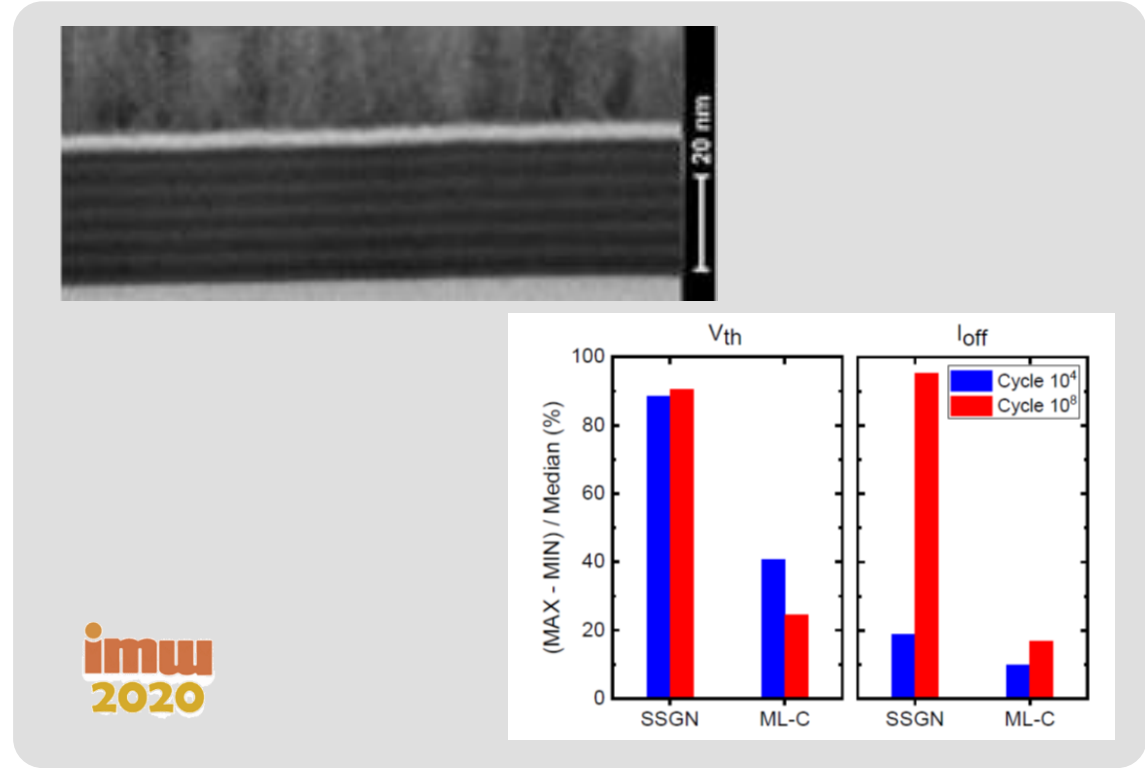 20 nm
Vth Ioff
100
80
60
40
20
0
(MAX - MIN) / Median (%)
Cycle 10⁴
Cycle 10⁸
SSGN ML-C SSGN ML-C
imw
2020